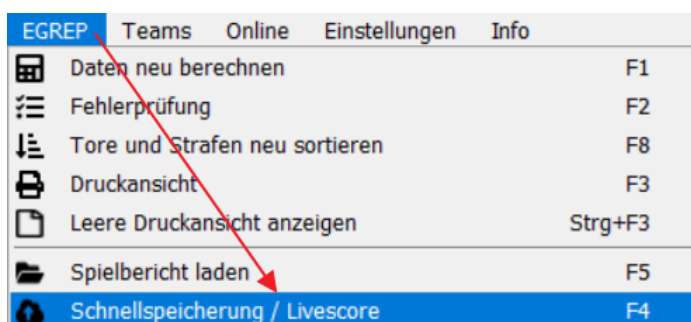 EGREP Teams Online Einstellungen Info
Daten neu berechnen F1
Fehlerprüfung F2
Tore und Strafen neu sortieren F8
Druckansicht F3
Leere Druckansicht anzeigen Strg+F3
Spielbericht laden F5
Schnellspeicherung / Livescore F4